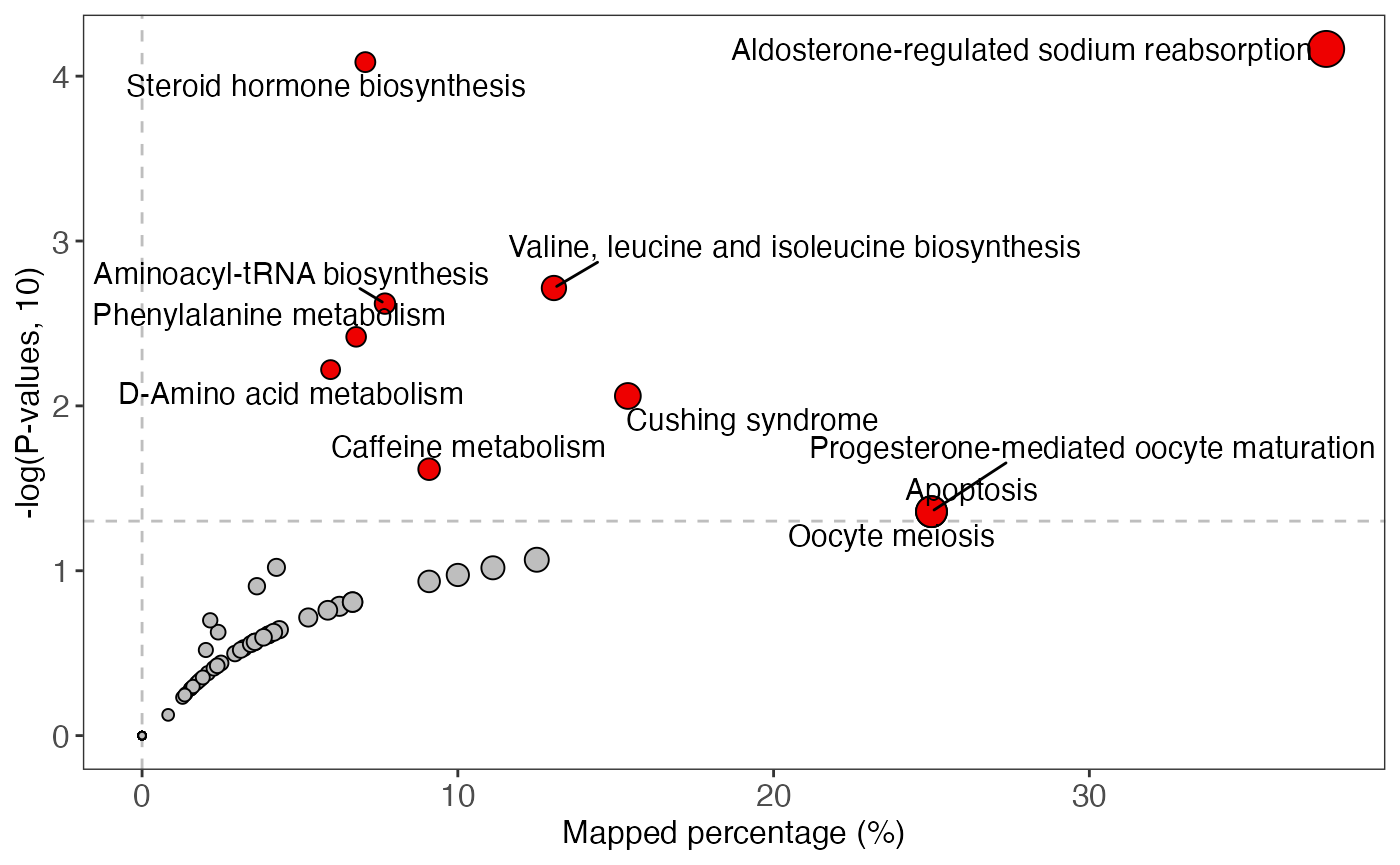 Aldosterone-regulated sodium reabsorption
Steroid hormone biosynthesis
Valine, leucine and isoleucine biosynthesis
Aminoacyl-tRNA biosynthesis
Phenylalanine metabolism
D-Amino acid metabolism
Cushing syndrome
Caffeine metabolism
Progesterone-mediated oocyte maturation
Apoptosis
Oocyte meiosis
4
3
2
1
0
-log(P-values, 10)
0 10 20 30
Mapped percentage (%)